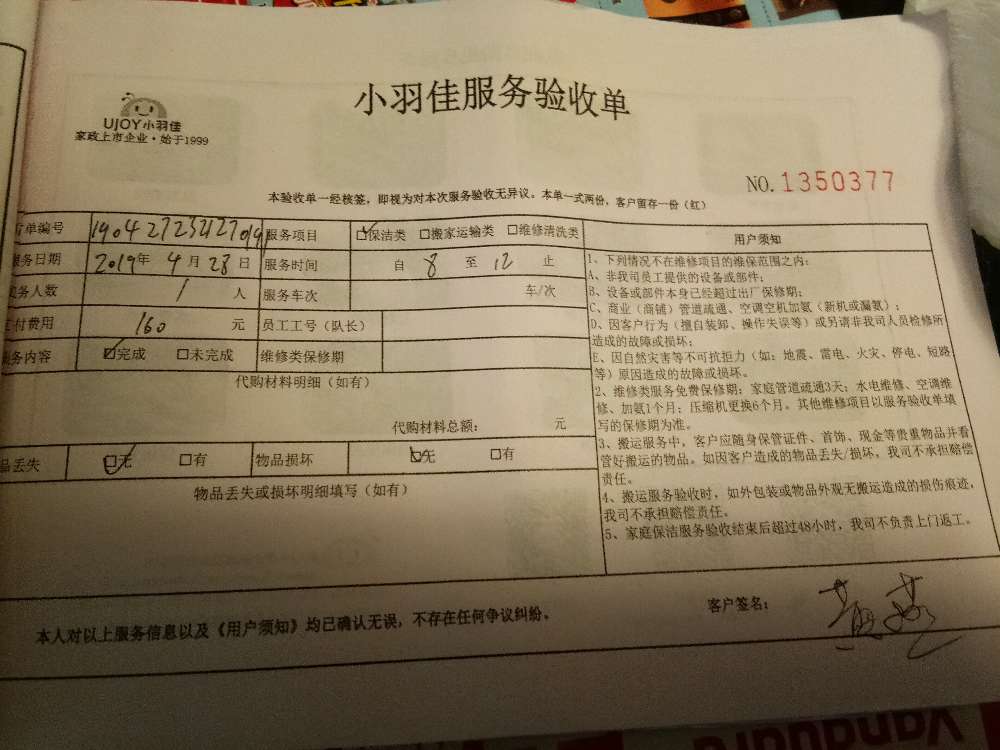 小羽佳服务验收单
UJOY小羽佳
家政上市企业·始于1999
NO.1350377
本验收单一经核签，即视为对本次服务验收无异议。本单一式两份，客户留存一份（红）
单编号 服务项目 ☑保洁类 □搬家运输类 □维修清洗类
服务日期 2019年 4月 28日 服务时间 自 8 至 12 止
务人数 1 人 服务车次 车/次
付费用 160 元 员工工号（队长）
务内容 ☑完成 □未完成 维修类保修期
代购材料明细（如有）
代购材料总额： 元
品丢失 ☑无 □有 物品损坏 ☑无 □有
物品丢失或损坏明细填写（如有）
用户须知
1、下列情况不在维修项目的维保范围之内：
A、非我司员工提供的设备或部件；
B、设备或部件本身已经超过出厂保修期；
C、商业（商铺）管道疏通、空调空机加氨（新机或漏氨）；
D、因客户行为（擅自装卸、操作失误等）或另请非我司人员检修所
造成的故障或损坏；
E、因自然灾害等不可抗拒力（如：地震、雷电、火灾、停电、短路
等）原因造成的故障或损坏。
2、维修类服务免费保修期：家庭管道疏通3天；水电维修、空调维
修、加氨1个月；压缩机更换6个月。其他维修项目以服务验收单填
写的保修期为准。
3、搬运服务中，客户应随身保管证件、首饰、现金等贵重物品并看
管好搬运的物品。如因客户造成的物品丢失/损坏，我司不承担赔偿
责任。
4、搬运服务验收时，如外包装或物品外观无搬运造成的损伤痕迹，
我司不承担赔偿责任。
5、家庭保洁服务验收结束后超过48小时，我司不负责上门返工。
本人对以上服务信息以及《用户须知》均已确认无误，不存在任何争议纠纷。
客户签名：